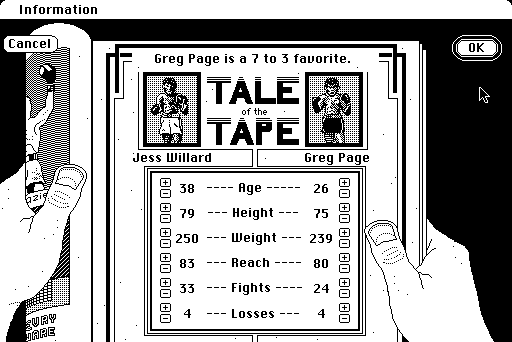 Information
Cancel
OK
Greg Page is a 7 to 3 favorite.
TALE
of the
TAPE
Jess Willard Greg Page
38 ---- Age ----- 26
79 --- Height --- 75
250 --- Weight --- 239
83 ---- Reach --- 80
33 ---- Fights --- 24
4 ---- Losses --- 4